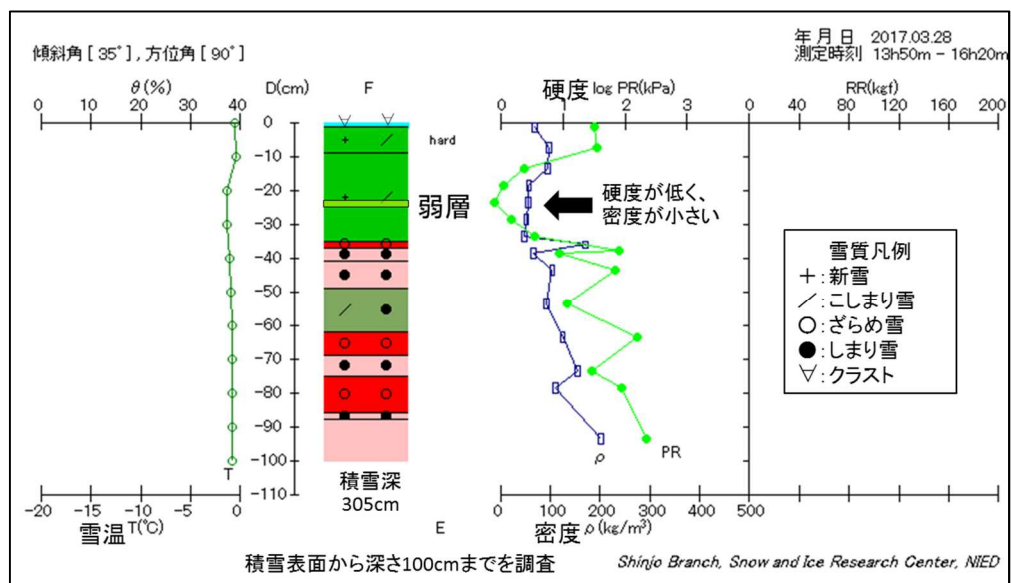 年月日 2017.03.28
傾斜角 [ 35° ] , 方位角 [ 90° ]
測定時刻 13h50m - 16h20m
θ(%) D(cm) F 硬度 log PR(kPa) RR(kgf)
0 10 20 30 40 0 1 2 3 4 0 40 80 120 160 200
0
-10
-20
-30
-40
-50
-60
-70
-80
-90
-100
-110
hard
弱層
硬度が低く、
密度が小さい
雪質凡例
+:新雪
/:こしまり雪
○:ざらめ雪
●:しまり雪
∀:クラスト
T
ρ
PR
積雪深
305cm
-20 -15 -10 -5 0 0 100 200 300 400 500
雪温 T(℃) E 密度 ρ(kg/m³)
積雪表面から深さ100cmまでを調査
Shinjo Branch, Snow and Ice Research Center, NIED